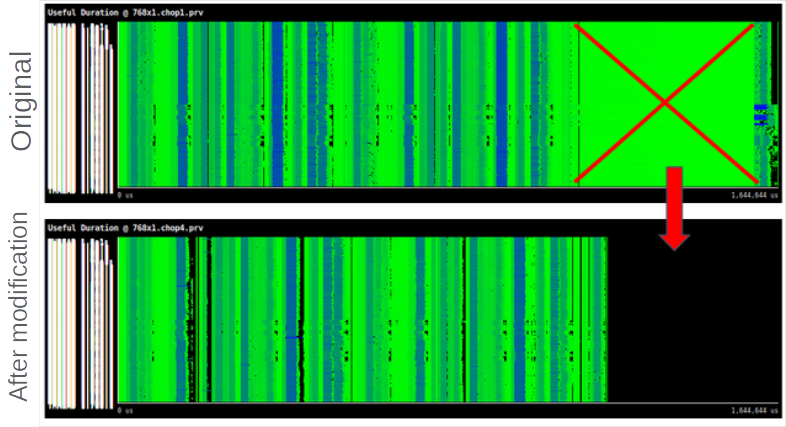 Original
Useful Duration @ 768x1.chop1.prv
0 us
1,644,644 us
After modification
Useful Duration @ 768x1.chop4.prv
0 us
1,644,644 us